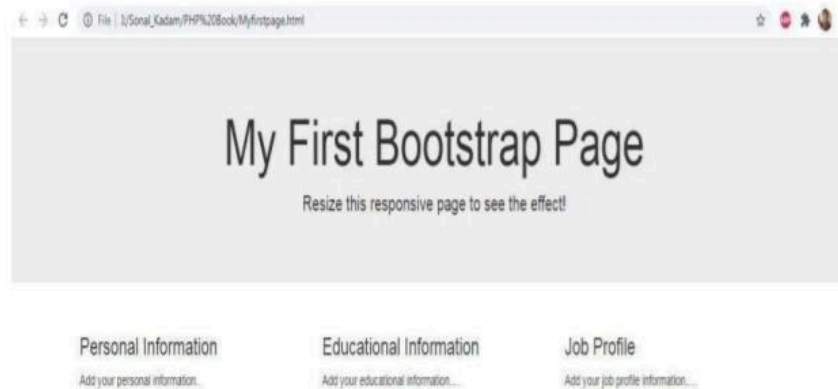 File | I:/Sonal_Kadam/PHP%20Book/Myfirstpage.html
My First Bootstrap Page
Resize this responsive page to see the effect!
Personal Information Educational Information Job Profile
Add your personal information.. Add your educational information.... Add your job profile information.....